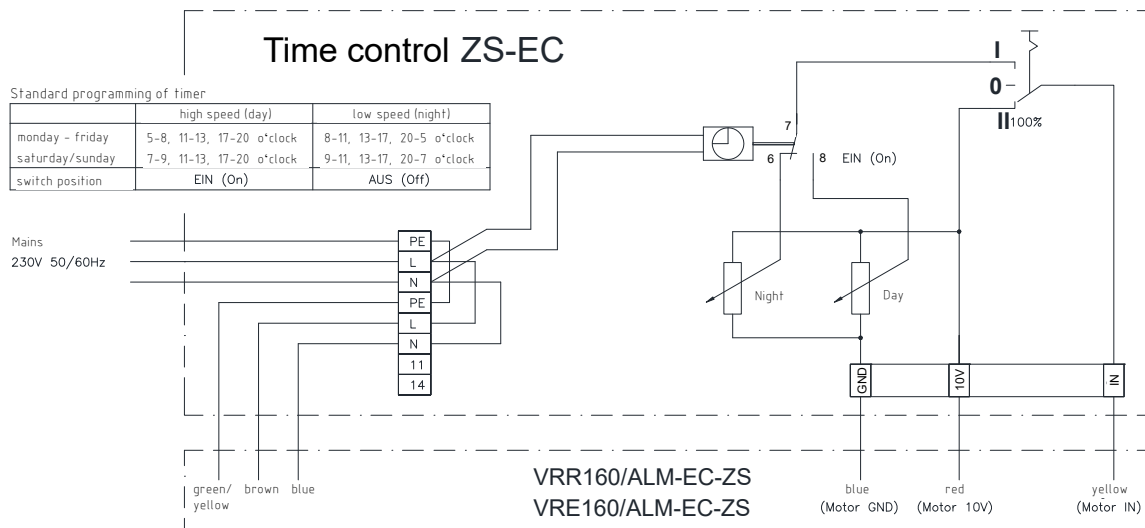 Time control ZS-EC
Standard programming of timer
high speed (day) low speed (night)
monday - friday 5-8, 11-13, 17-20 o'clock 8-11, 13-17, 20-5 o'clock
saturday/sunday 7-9, 11-13, 17-20 o'clock 9-11, 13-17, 20-7 o'clock
switch position EIN (On) AUS (Off)
I
0
II 100%
7
6
8 EIN (On)
Mains
230V 50/60Hz
PE
L
N
PE
L
N
11
14
Night
Day
GND
10V
IN
green/
yellow
brown
blue
VRR160/ALM-EC-ZS
VRE160/ALM-EC-ZS
blue
(Motor GND)
red
(Motor 10V)
yellow
(Motor IN)